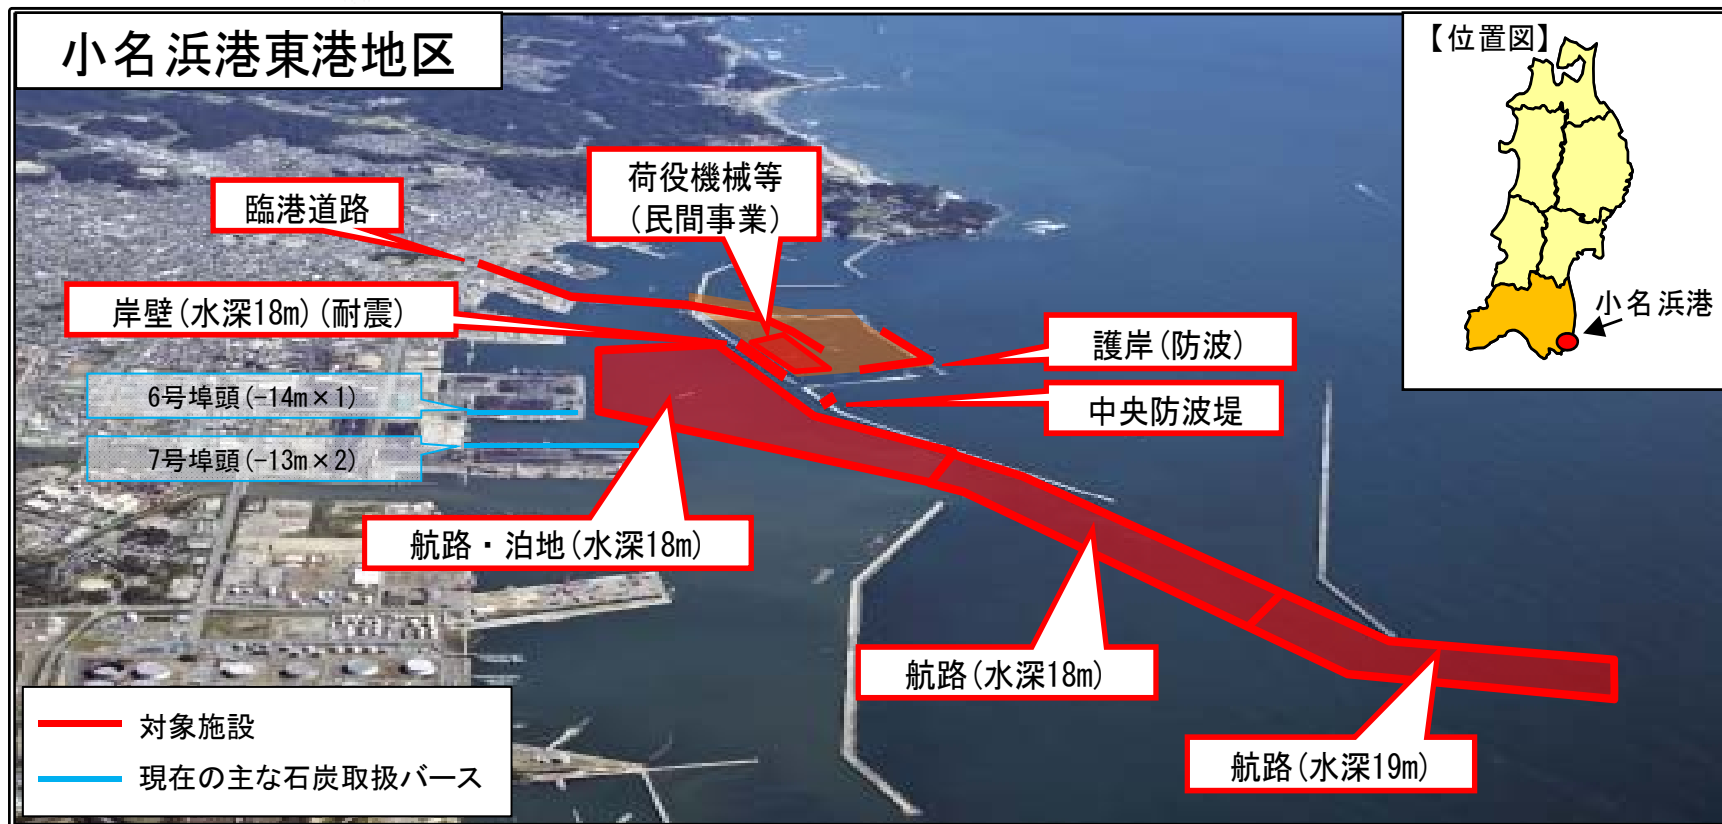 小名浜港東港地区
【位置図】
小名浜港
荷役機械等
（民間事業）
臨港道路
岸壁(水深18m)(耐震)
護岸(防波)
6号埠頭(-14m×1)
中央防波堤
7号埠頭(-13m×2)
航路・泊地(水深18m)
航路(水深18m)
航路(水深19m)
対象施設
現在の主な石炭取扱バース